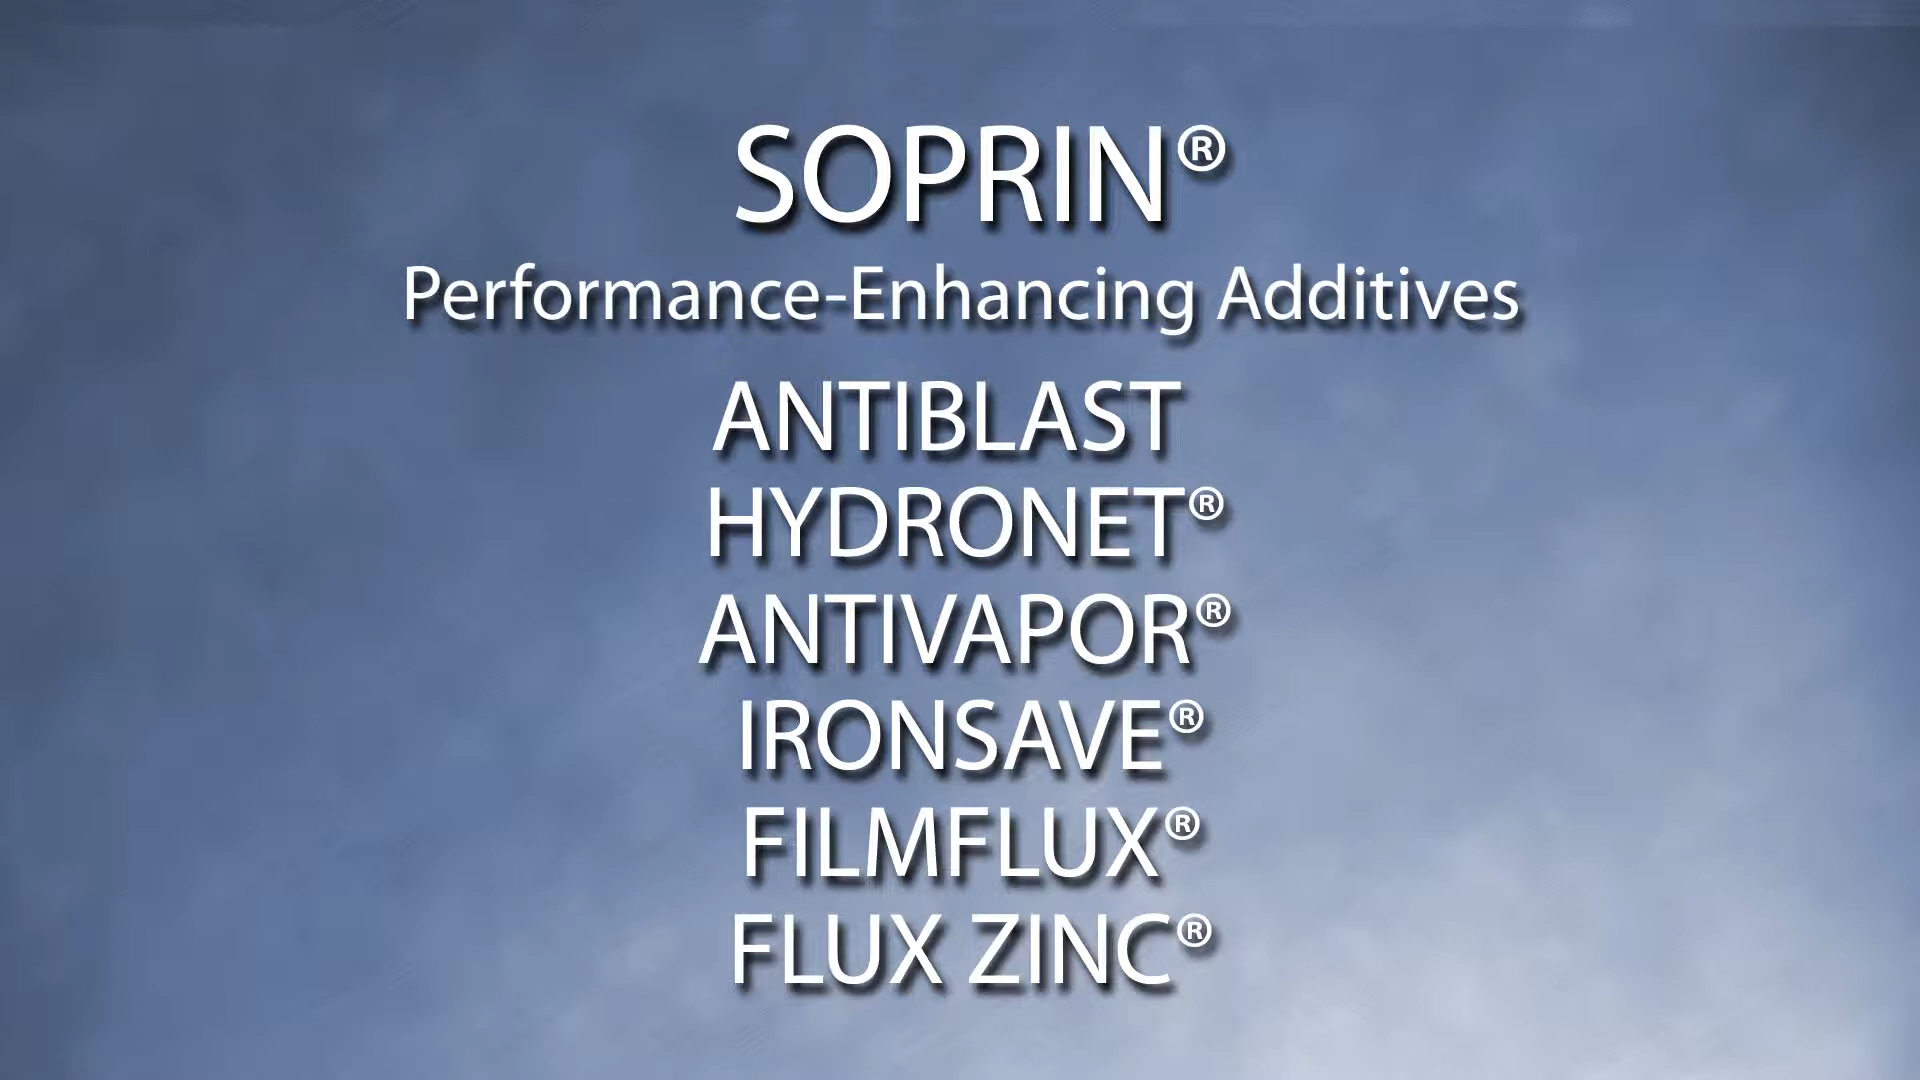 SOPRIN®
Performance-Enhancing Additives
ANTIBLAST
HYDRONET®
ANTIVAPOR®
IRONSAVE®
FILMFLUX®
FLUX ZINC®